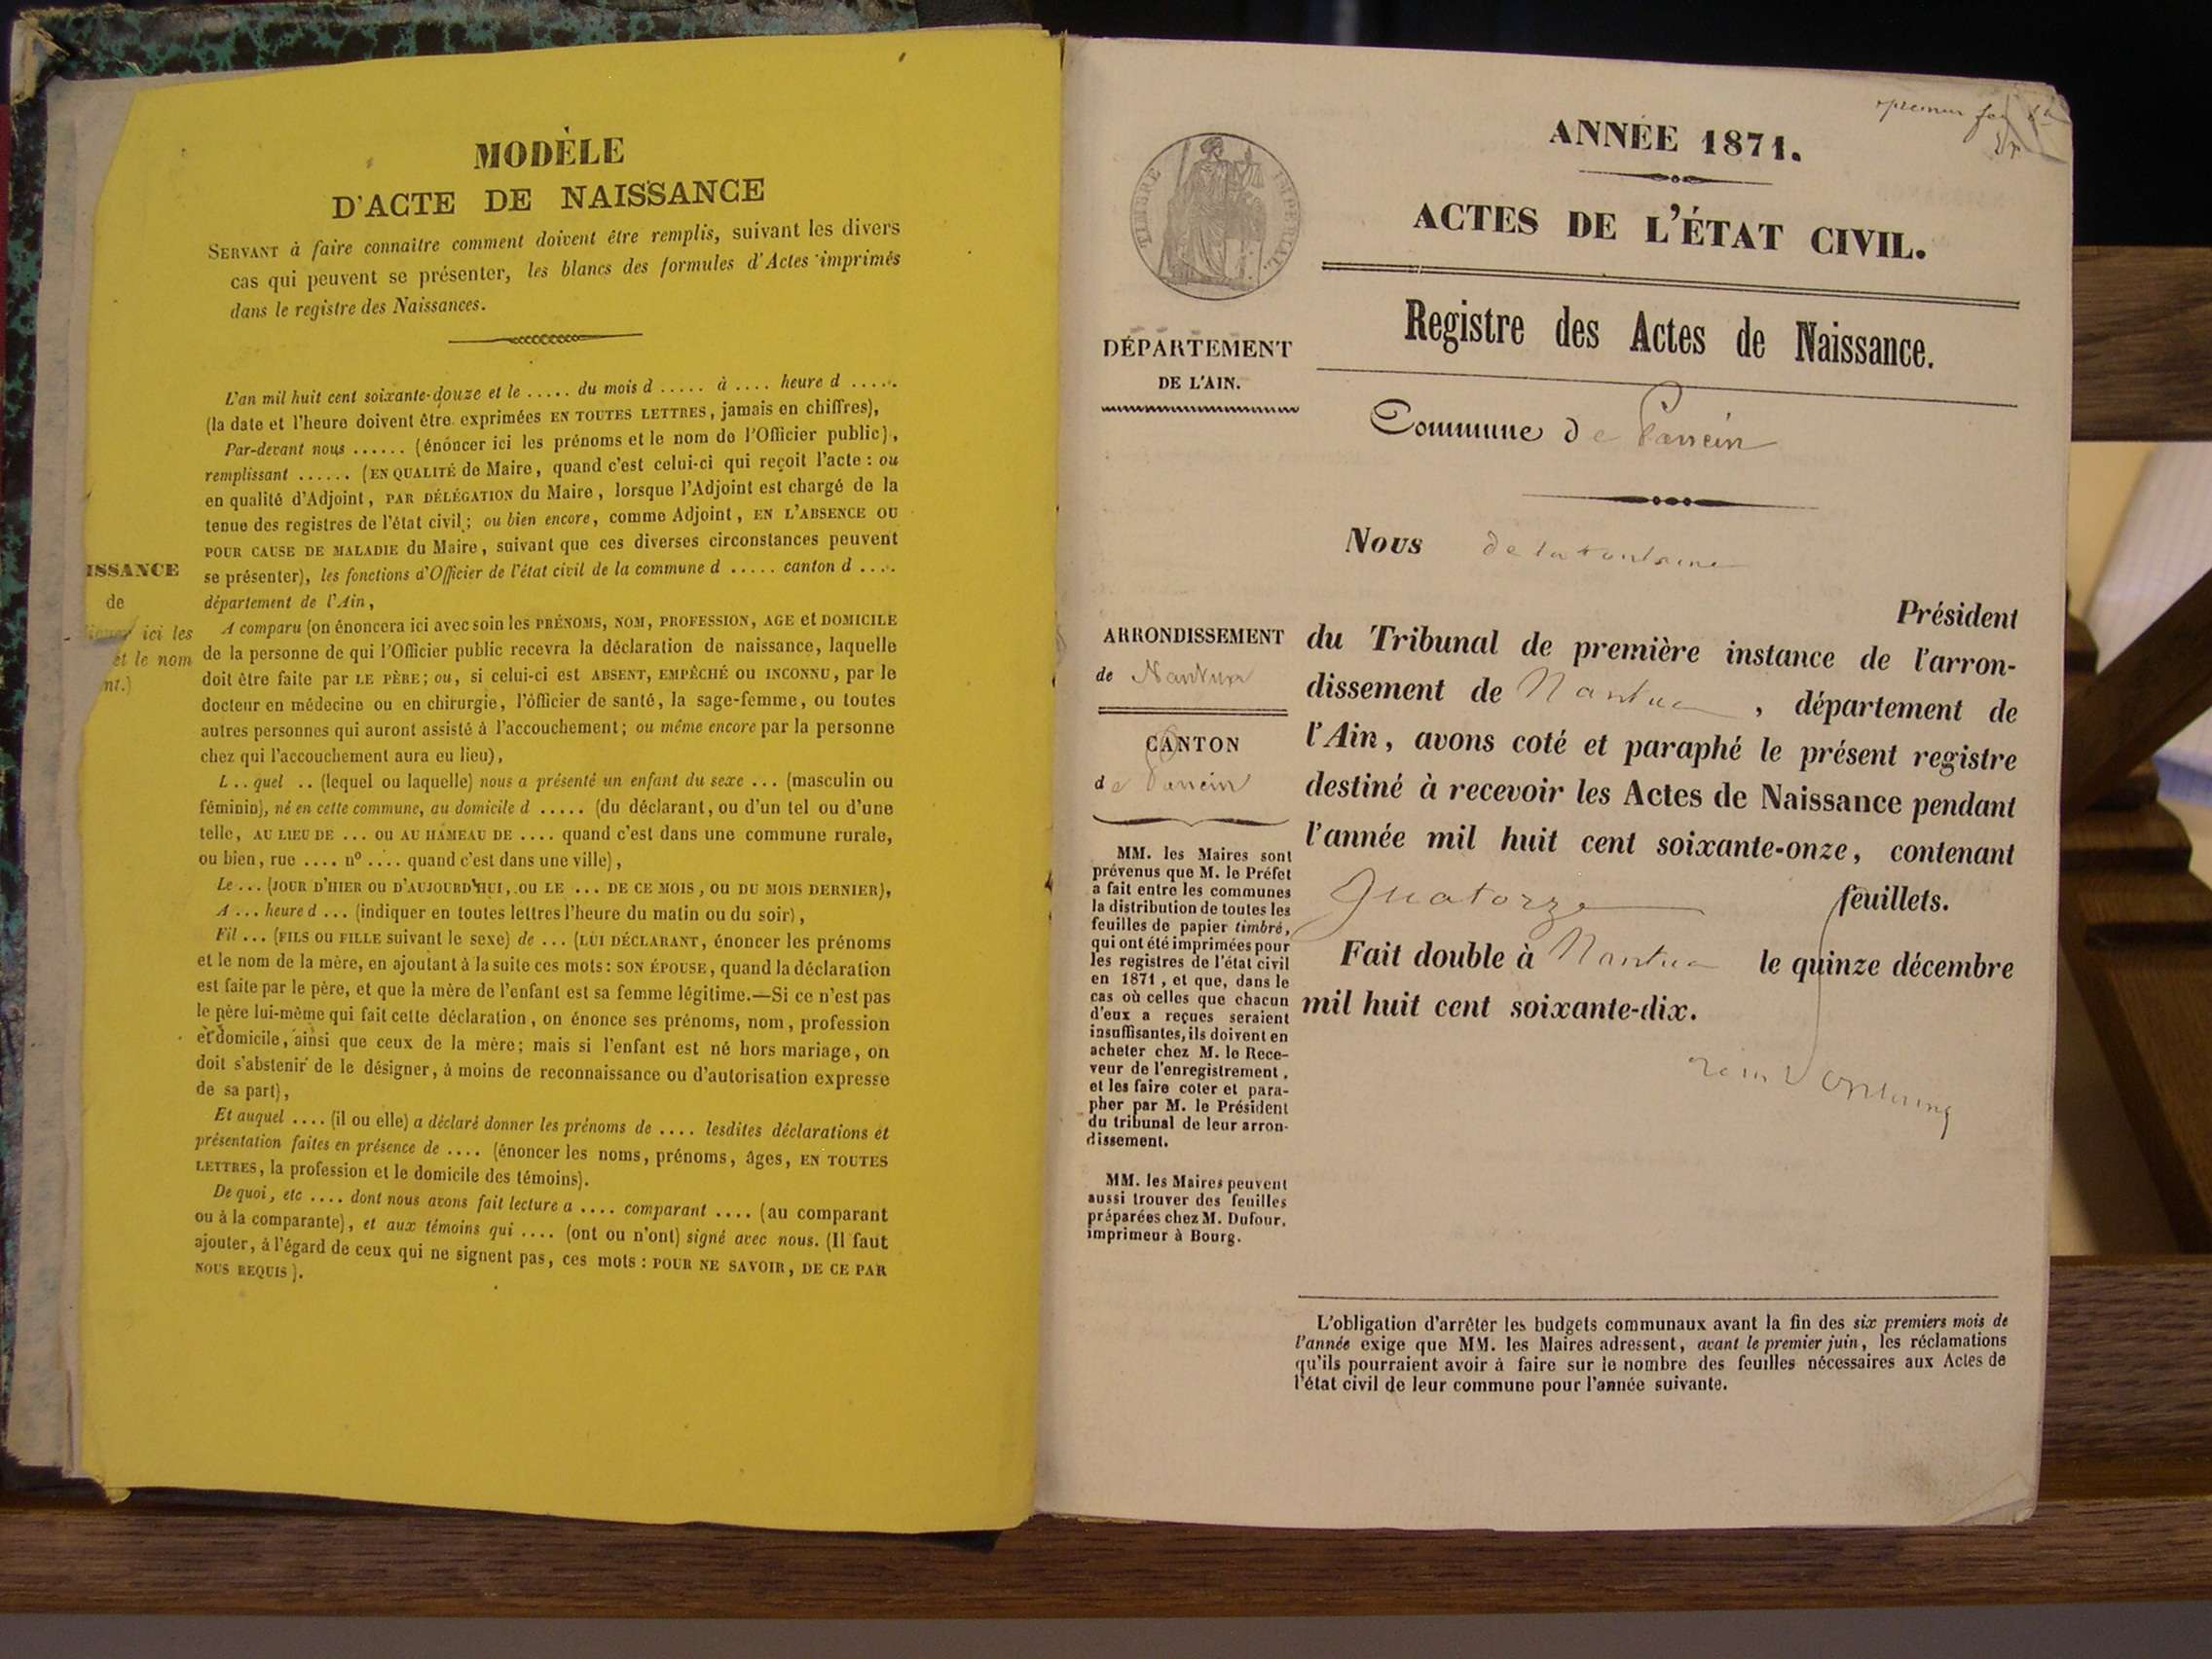 MODÈLE
D'ACTE DE NAISSANCE
SERVANT à faire connaître comment doivent être remplis, suivant les divers
cas qui peuvent se présenter, les blancs des formules d'Actes imprimés
dans le registre des Naissances.
L'an mil huit cent soixante-douze et le ..... du mois d ..... à .... heure d .....
(la date et l'heure doivent être exprimées EN TOUTES LETTRES, jamais en chiffres),
Par-devant nous ...... (énoncer ici les prénoms et le nom de l'Officier public),
remplissant ...... (EN QUALITÉ de Maire, quand c'est celui-ci qui reçoit l'acte : ou
en qualité d'Adjoint, PAR DÉLÉGATION du Maire, lorsque l'Adjoint est chargé de la
tenue des registres de l'état civil; ou bien encore, comme Adjoint, EN L'ABSENCE OU
POUR CAUSE DE MALADIE du Maire, suivant que ces diverses circonstances peuvent
se présenter), les fonctions d'Officier de l'état civil de la commune d ..... canton d ....
département de l'Ain,
ISSANCE
de
ici les
et le nom
nt.)
A comparu (on énoncera ici avec soin les PRÉNOMS, NOM, PROFESSION, AGE et DOMICILE
de la personne de qui l'Officier public recevra la déclaration de naissance, laquelle
doit être faite par LE PÈRE; ou, si celui-ci est ABSENT, EMPÊCHÉ ou INCONNU, par le
docteur en médecine ou en chirurgie, l'officier de santé, la sage-femme, ou toutes
autres personnes qui auront assisté à l'accouchement; ou même encore par la personne
chez qui l'accouchement aura eu lieu),
L .. quel .. (lequel ou laquelle) nous a présenté un enfant du sexe ... (masculin ou
féminin), né en cette commune, au domicile d ..... (du déclarant, ou d'un tel ou d'une
telle, AU LIEU DE ... ou AU HAMEAU DE .... quand c'est dans une commune rurale,
ou bien, rue .... n° .... quand c'est dans une ville),
Le ... (JOUR D'HIER OU D'AUJOURD'HUI, OU LE ... DE CE MOIS, OU DU MOIS DERNIER),
A ... heure d ... (indiquer en toutes lettres l'heure du matin ou du soir),
Fil ... (FILS ou FILLE suivant le sexe) de ... (LUI DÉCLARANT, énoncer les prénoms
et le nom de la mère, en ajoutant à la suite ces mots : SON ÉPOUSE, quand la déclaration
est faite par le père, et que la mère de l'enfant est sa femme légitime.—Si ce n'est pas
le père lui-même qui fait cette déclaration, on énonce ses prénoms, nom, profession
et domicile, ainsi que ceux de la mère; mais si l'enfant est né hors mariage, on
doit s'abstenir de le désigner, à moins de reconnaissance ou d'autorisation expresse
de sa part),
Et auquel .... (il ou elle) a déclaré donner les prénoms de .... lesdites déclarations et
présentation faites en présence de .... (énoncer les noms, prénoms, âges, EN TOUTES
LETTRES, la profession et le domicile des témoins).
De quoi, etc .... dont nous avons fait lecture a .... comparant .... (au comparant
ou à la comparante), et aux témoins qui .... (ont ou n'ont) signé avec nous. (Il faut
ajouter, à l'égard de ceux qui ne signent pas, ces mots : POUR NE SAVOIR, DE CE PAR
NOUS REQUIS).
premier
ANNÉE 1871.
ACTES DE L'ÉTAT CIVIL.
TIMBRE IMPÉRIAL.
Registre des Actes de Naissance.
DÉPARTEMENT
DE L'AIN.
Commune de
Nous de la Fontaine
Président
du Tribunal de première instance de l'arron-
dissement de Nantua, département de
l'Ain, avons coté et paraphé le présent registre
destiné à recevoir les Actes de Naissance pendant
l'année mil huit cent soixante-onze, contenant
Quatorze feuillets.
Fait double à Nantua le quinze décembre
mil huit cent soixante-dix.
ARRONDISSEMENT
de Nantua
CANTON
de
MM. les Maires sont
prévenus que M. le Préfet
a fait entre les communes
la distribution de toutes les
feuilles de papier timbré,
qui ont été imprimées pour
les registres de l'état civil
en 1871, et que, dans le
cas où celles que chacun
d'eux a reçues seraient
insuffisantes, ils doivent en
acheter chez M. le Rece-
veur de l'enregistrement,
et les faire coter et para-
pher par M. le Président
du tribunal de leur arron-
dissement.
MM. les Maires peuvent
aussi trouver des feuilles
préparées chez M. Dufour,
imprimeur à Bourg.
L'obligation d'arrêter les budgets communaux avant la fin des six premiers mois de
l'année exige que MM. les Maires adressent, avant le premier juin, les réclamations
qu'ils pourraient avoir à faire sur le nombre des feuilles nécessaires aux Actes de
l'état civil de leur commune pour l'année suivante.